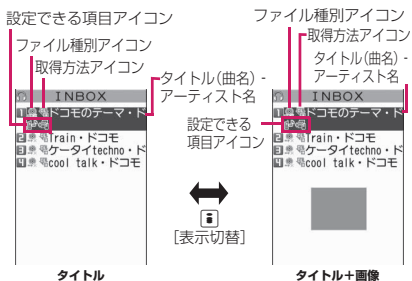 設定できる項目アイコン
ファイル種別アイコン
取得方法アイコン
タイトル(曲名) -
アーティスト名
INBOX
1 ドコモのテーマ・ド
2 Train・ドコモ
3 ケータイtechno・ド
4 cool talk・ドコモ
タイトル
設定できる
項目アイコン
[表示切替]
ファイル種別アイコン
取得方法アイコン
タイトル(曲名) -
アーティスト名
INBOX
1 ドコモのテーマ・ド
2 Train・ドコモ
3 ケータイtechno・ド
4 cool talk・ドコモ
タイトル+画像